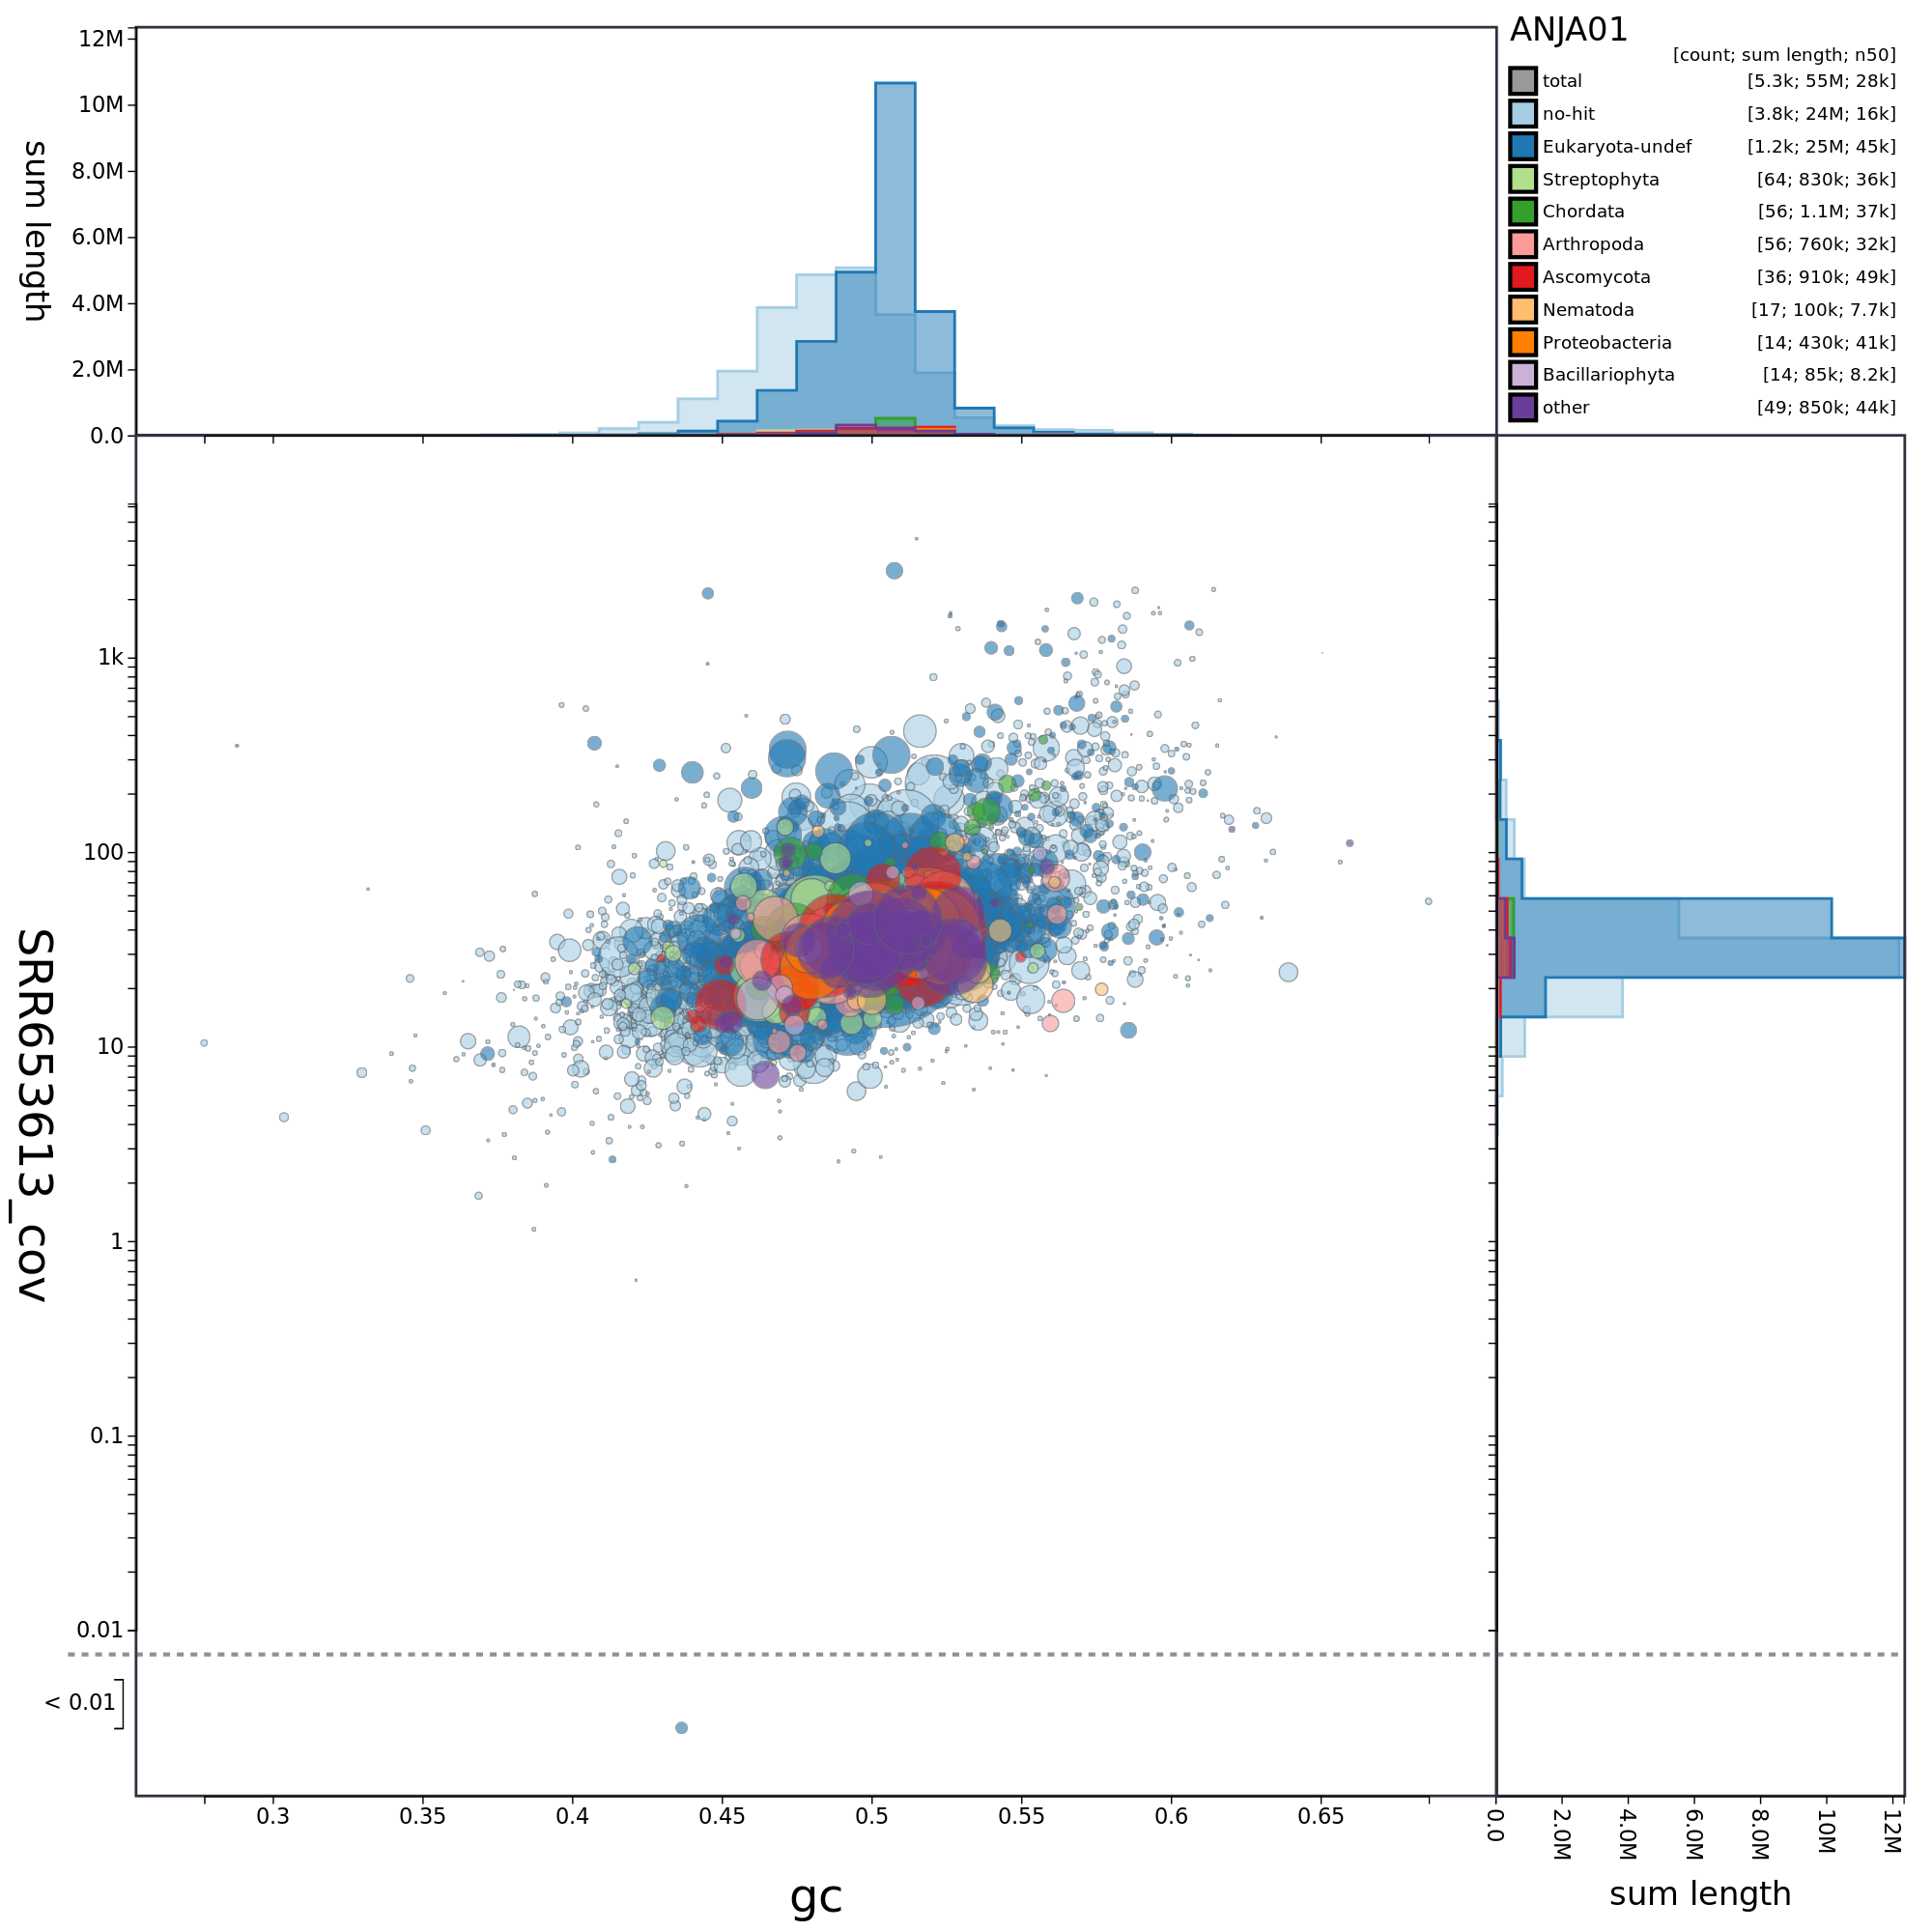 ANJA01
[count; sum length; n50]
total [5.3k; 55M; 28k]
no-hit [3.8k; 24M; 16k]
Eukaryota-undef [1.2k; 25M; 45k]
Streptophyta [64; 830k; 36k]
Chordata [56; 1.1M; 37k]
Arthropoda [56; 760k; 32k]
Ascomycota [36; 910k; 49k]
Nematoda [17; 100k; 7.7k]
Proteobacteria [14; 430k; 41k]
Bacillariophyta [14; 85k; 8.2k]
other [49; 850k; 44k]
sum length
12M
10M
8.0M
6.0M
4.0M
2.0M
0.0
SRR653613_cov
1k
100
10
1
0.1
0.01
< 0.01
0.3 0.35 0.4 0.45 0.5 0.55 0.6 0.65
gc
0.0 2.0M 4.0M 6.0M 8.0M 10M 12M
sum length